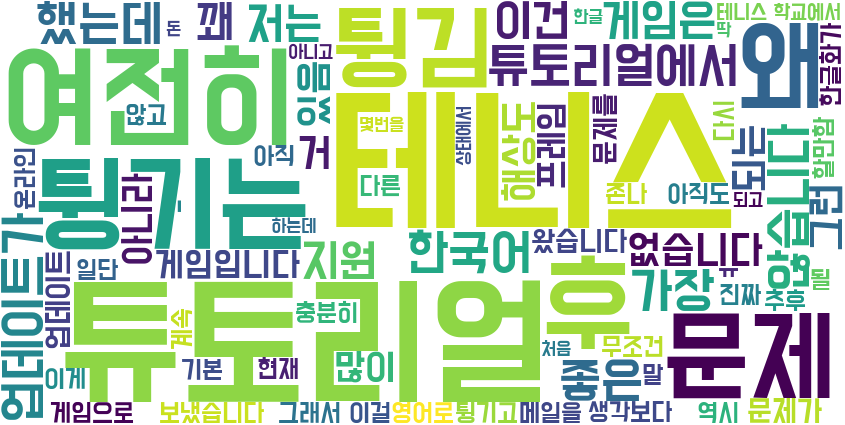 했는데
돈
꽤
저는
튕김
이건
한글
게임은
테니스 학교에서
딱
왜
한글화가
여전히
아니고
있음
튜토리얼에서
않고
몇번을
상태에서
해상도
프레임
문제를
다시
할만함
테니스
온라인
튕기는
아니라
아직
거
다른
존나
아직도
되는
되고
않습니다
그런
하는데
업데이트가
업데이트
일단
게임입니다
지원
한국어
왔습니다
없습니다
뉴
가장
진짜
추후
될
튜토리얼
후
충분히
계속
이게
기본
현재
많이
처음
무조건
좋은
말
문제
게임으로
보냈습니다
그래서
이걸
영어로
튕기고
메일을
생각보다
역시
문제가